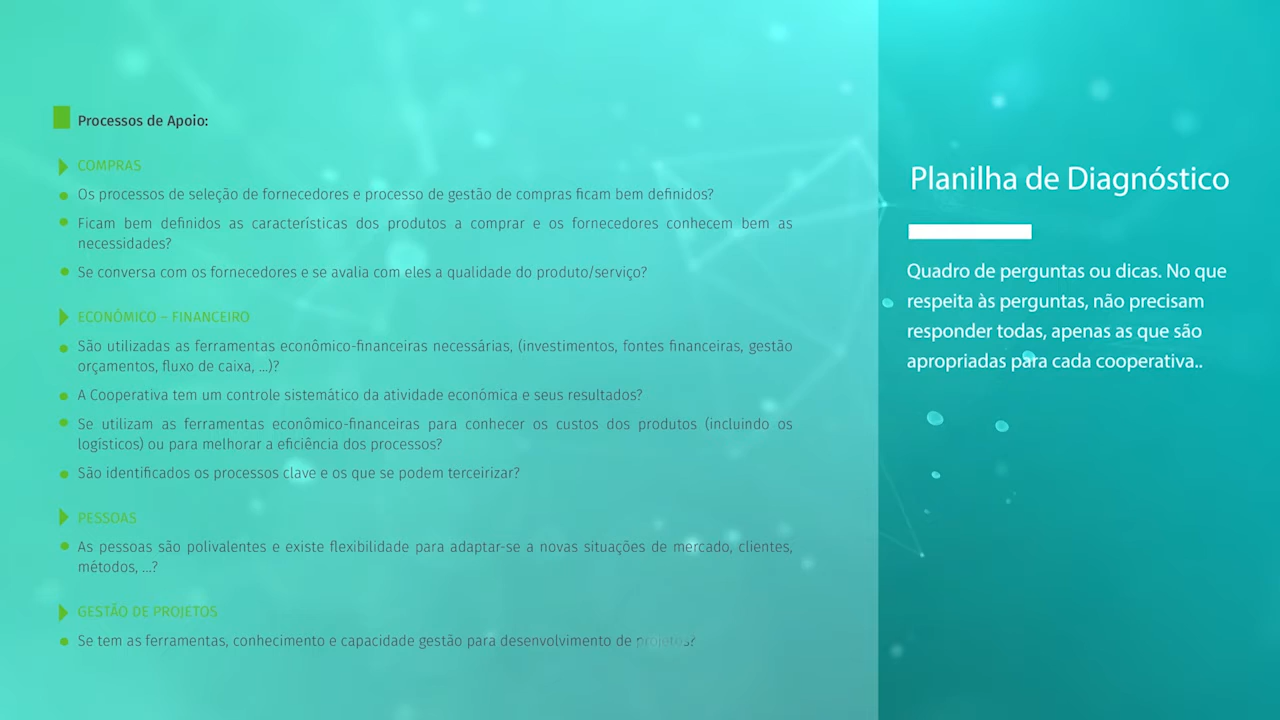 Processos de Apoio:
COMPRAS
Os processos de seleção de fornecedores e processo de gestão de compras ficam bem definidos?
Ficam bem definidos as características dos produtos a comprar e os fornecedores conhecem bem as
necessidades?
Se conversa com os fornecedores e se avalia com eles a qualidade do produto/serviço?
ECONÓMICO – FINANCEIRO
São utilizadas as ferramentas econômico-financeiras necessárias, (investimentos, fontes financeiras, gestão
orçamentos, fluxo de caixa, ...)?
A Cooperativa tem um controle sistemático da atividade económica e seus resultados?
Se utilizam as ferramentas econômico-financeiras para conhecer os custos dos produtos (incluindo os
logísticos) ou para melhorar a eficiência dos processos?
São identificados os processos clave e os que se podem terceirizar?
PESSOAS
As pessoas são polivalentes e existe flexibilidade para adaptar-se a novas situações de mercado, clientes,
métodos, ...?
GESTÃO DE PROJETOS
Se tem as ferramentas, conhecimento e capacidade gestão para desenvolvimento de projetos?
Planilha de Diagnóstico
Quadro de perguntas ou dicas. No que
respeita às perguntas, não precisam
responder todas, apenas as que são
apropriadas para cada cooperativa..